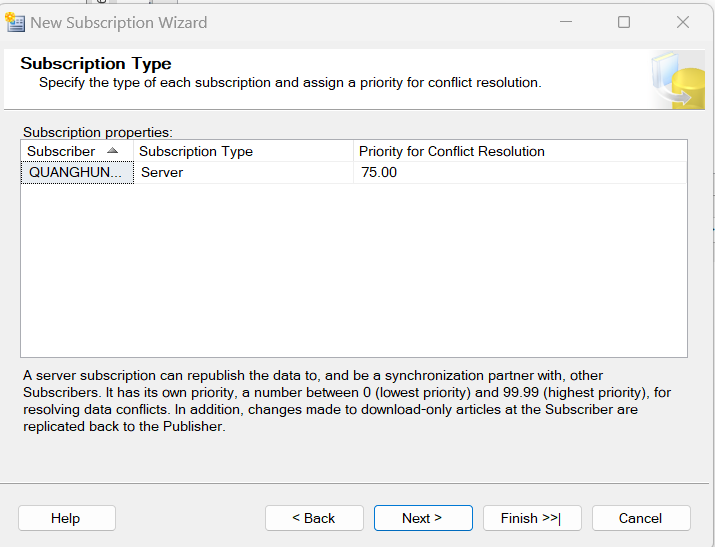 New Subscription Wizard
Subscription Type
Specify the type of each subscription and assign a priority for conflict resolution.
Subscription properties:
Subscriber Subscription Type Priority for Conflict Resolution
QUANGHUN... Server 75.00
A server subscription can republish the data to, and be a synchronization partner with, other
Subscribers. It has its own priority, a number between 0 (lowest priority) and 99.99 (highest priority), for
resolving data conflicts. In addition, changes made to download-only articles at the Subscriber are
replicated back to the Publisher.
Help < Back Next > Finish >>| Cancel